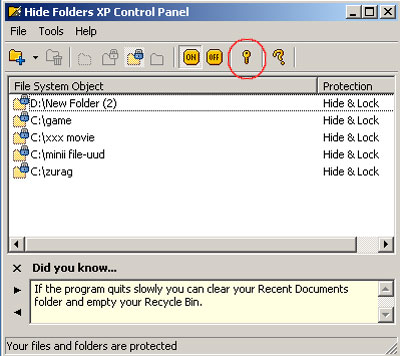 Hide Folders XP Control Panel
File Tools Help
ON OFF
File System Object Protection
D:\New Folder (2) Hide & Lock
C:\game Hide & Lock
C:\xxx movie Hide & Lock
C:\minii file-uud Hide & Lock
C:\zurag Hide & Lock
Did you know...
If the program quits slowly you can clear your Recent Documents
folder and empty your Recycle Bin.
Your files and folders are protected